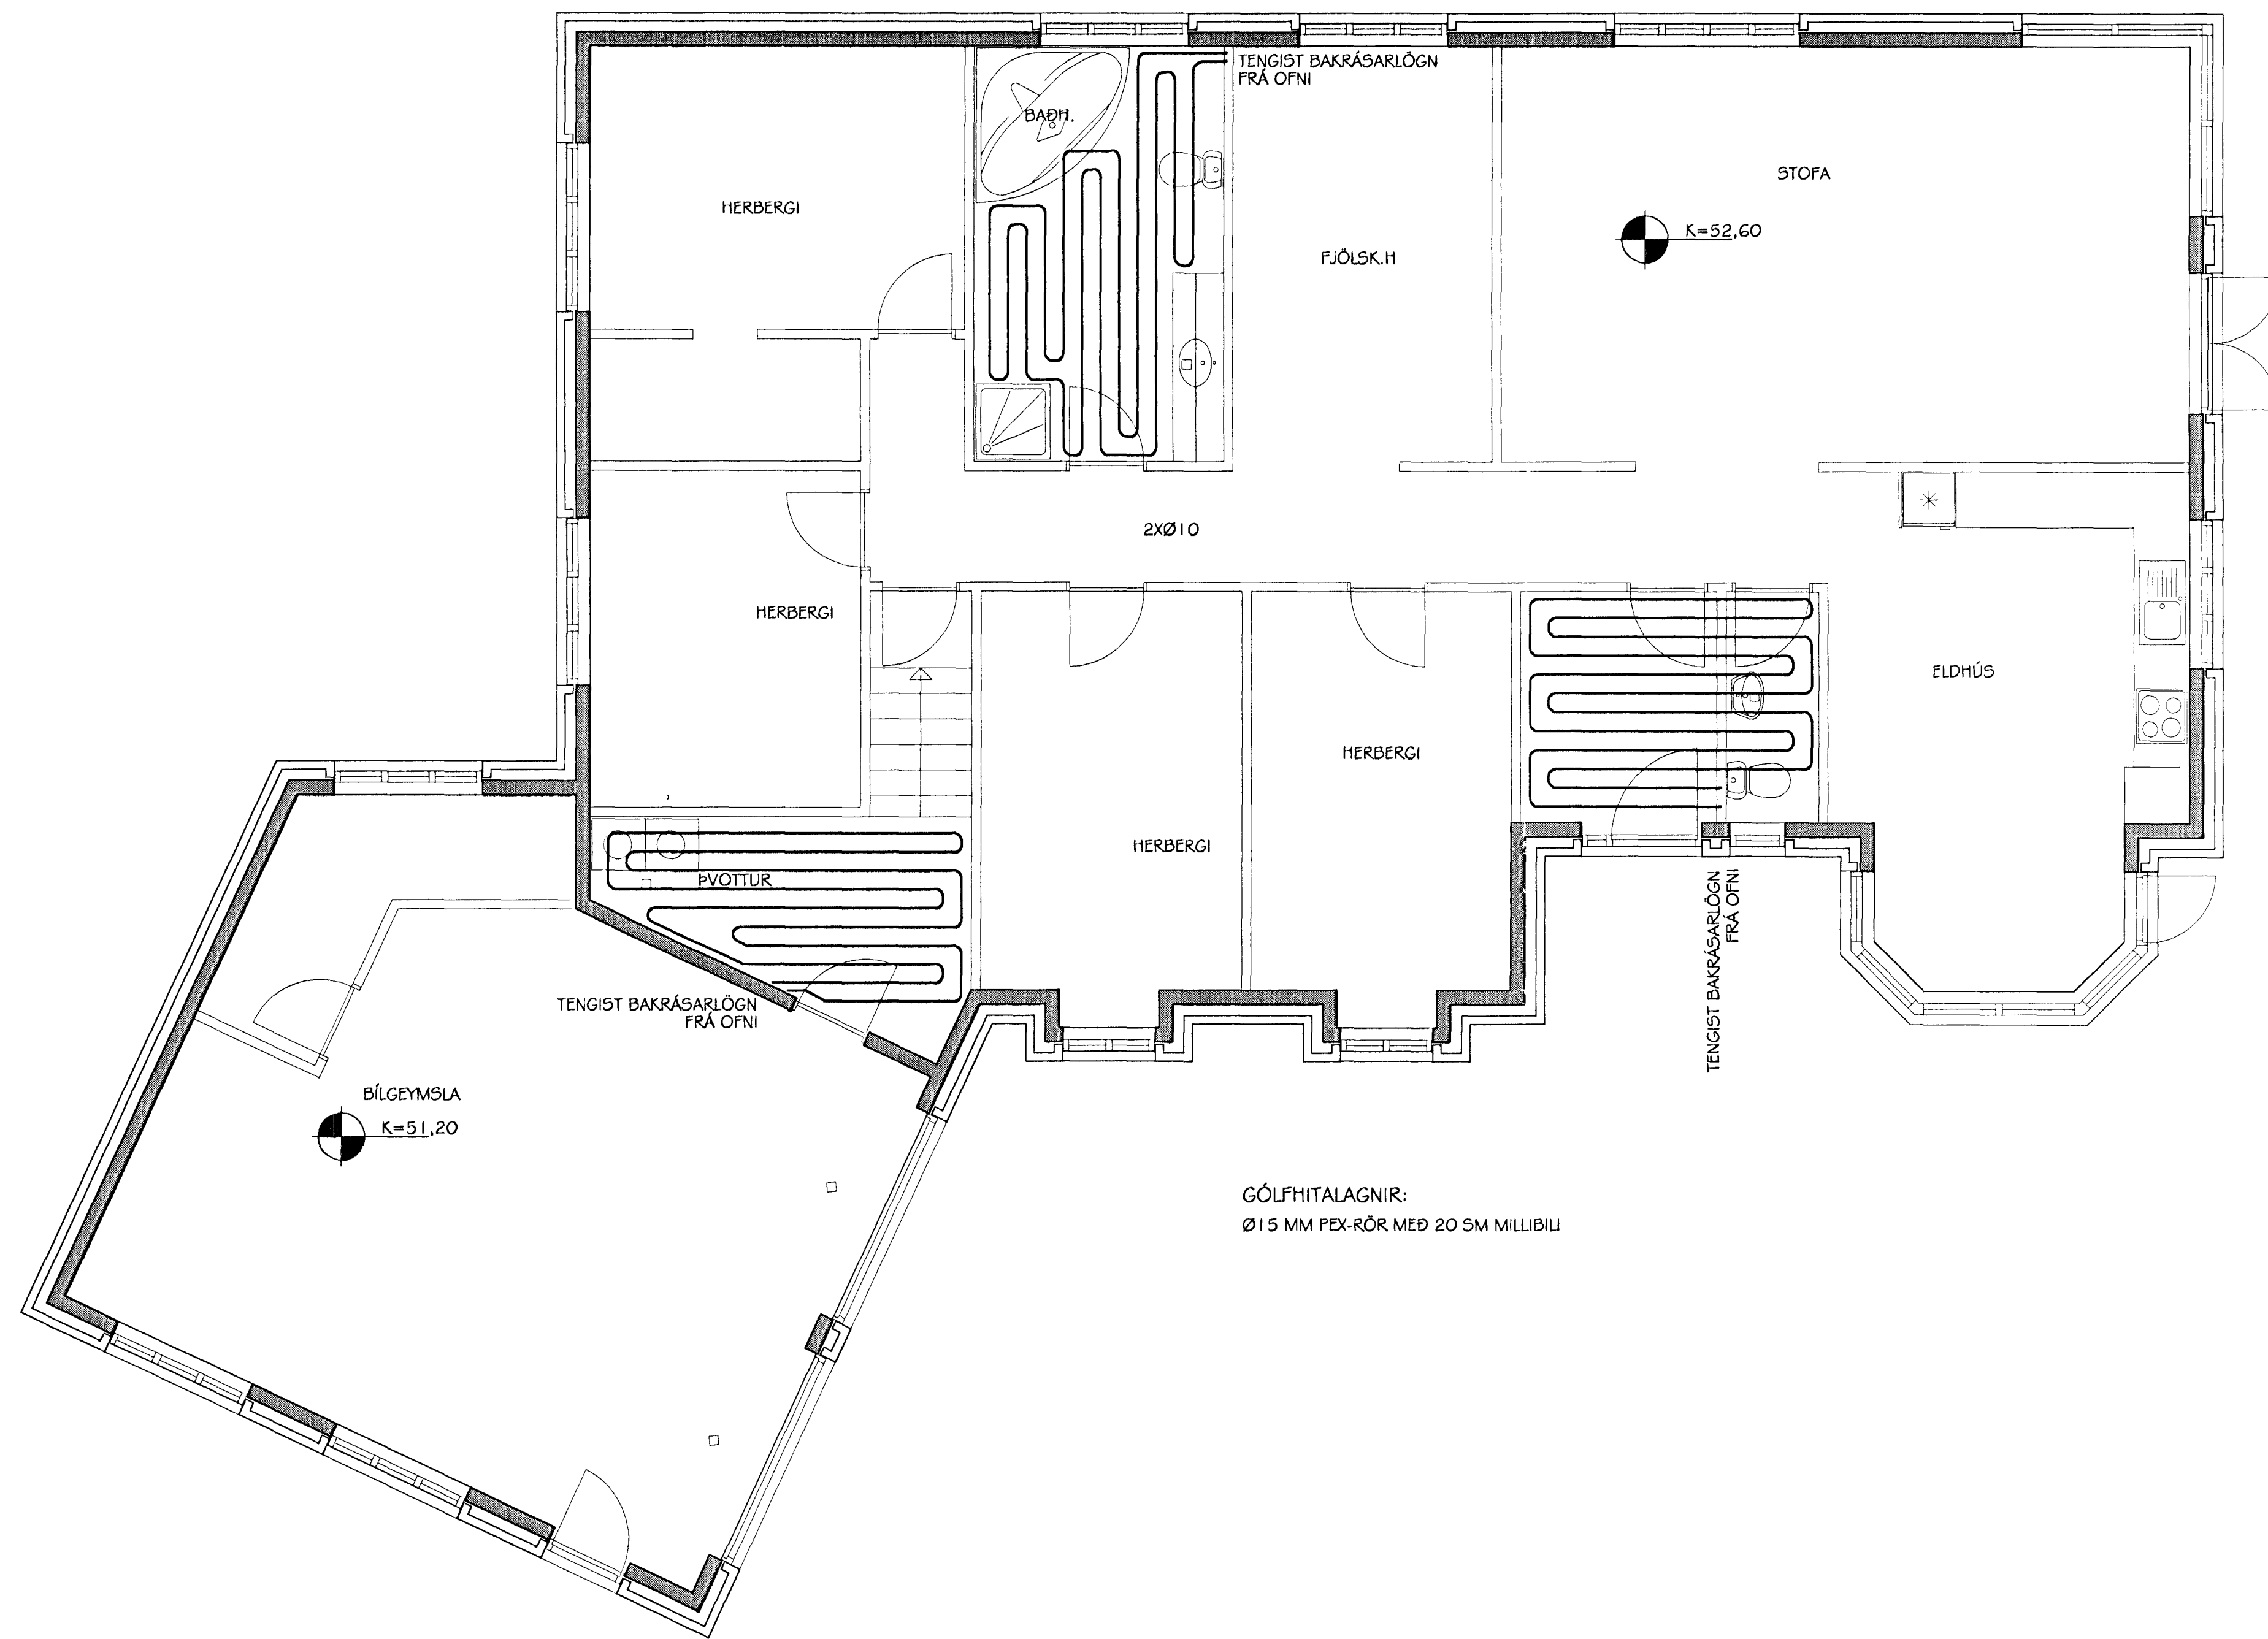 TENGIST BAKRÁSARLÖGN
FRÁ OFNI
BAÐH.
STOFA
HERBERGI
K=52,60
FJÖLSK.H
2XØ10
HERBERGI
ELDHÚS
HERBERGI
HERBERGI
ÞVOTTUR
TENGIST BAKRÁSARLÖGN
FRÁ OFNI
TENGIST BAKRÁSARLÖGN
FRÁ OFNI
BÍLGEYMSLA
K=51,20
GÓLFHITALAGNIR:
Ø15 MM PEX-RÖR MEÐ 20 SM MILLIBILI